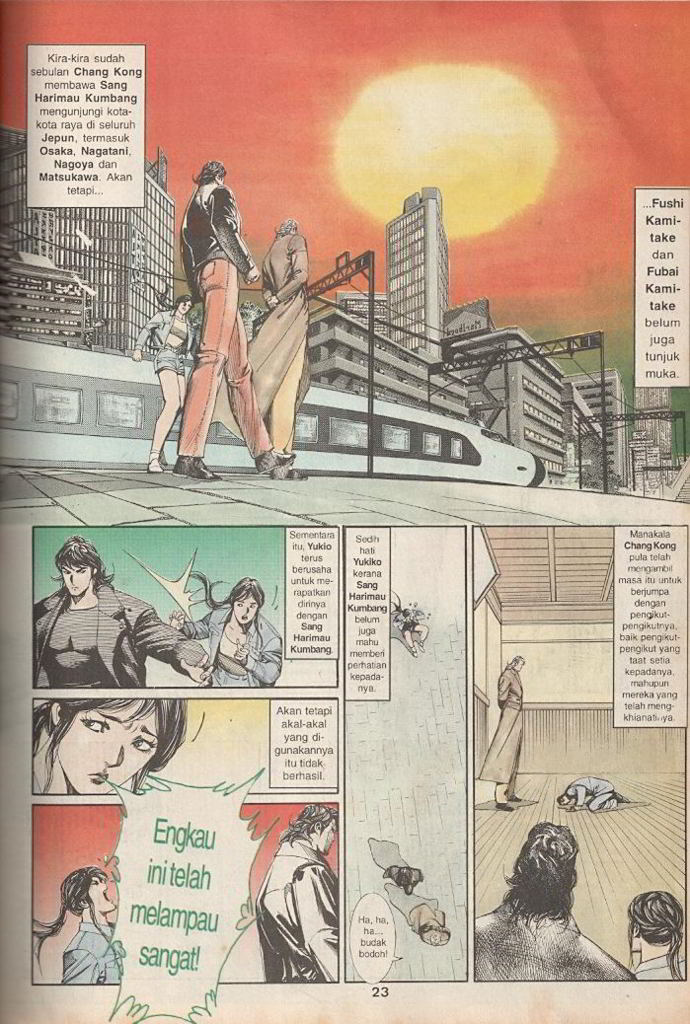 Kira-kira sudah
sebulan Chang Kong
membawa Sang
Harimau Kumbang
mengunjungi kota-
kota raya di seluruh
Jepun, termasuk
Osaka, Nagatani,
Nagoya dan
Matsukawa. Akan
tetapi...
...Fushi
Kami-
take
dan
Fubai
Kami-
take
belum
juga
tunjuk
muka.
Sementara
itu, Yukio
terus
berusaha
untuk me-
rapatkan
dirinya
dengan
Sang
Harimau
Kumbang.
Akan tetapi
akal-akal
yang di-
gunakannya
itu tidak
berhasil.
Engkau
ini telah
melampau
sangat!
Sedih
hati
Yukiko
kerana
Sang
Harimau
Kumbang
belum
juga
mahu
memberi
perhatian
kepada-
nya.
Ha, ha,
ha...
budak
bodoh!
Manakala
Chang Kong
pula telah
mengambil
masa itu untuk
berjumpa
dengan
pengikut-
pengikutnya,
baik pengikut-
pengikut yang
taat setia
kepadanya,
mahupun
mereka yang
telah meng-
khianatinya.
23